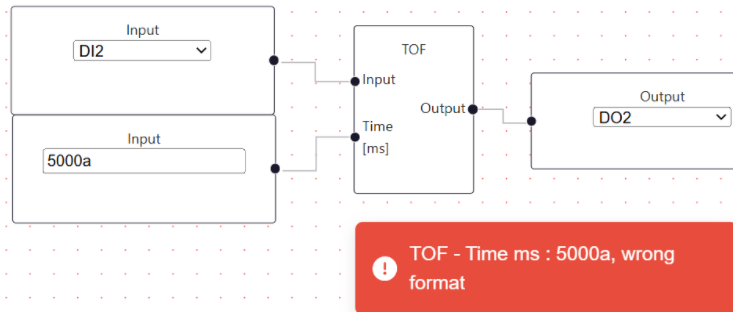 Input
DI2
TOF
Input
Output
Time
[ms]
Output
DO2
Input
5000a
TOF - Time ms : 5000a, wrong
format